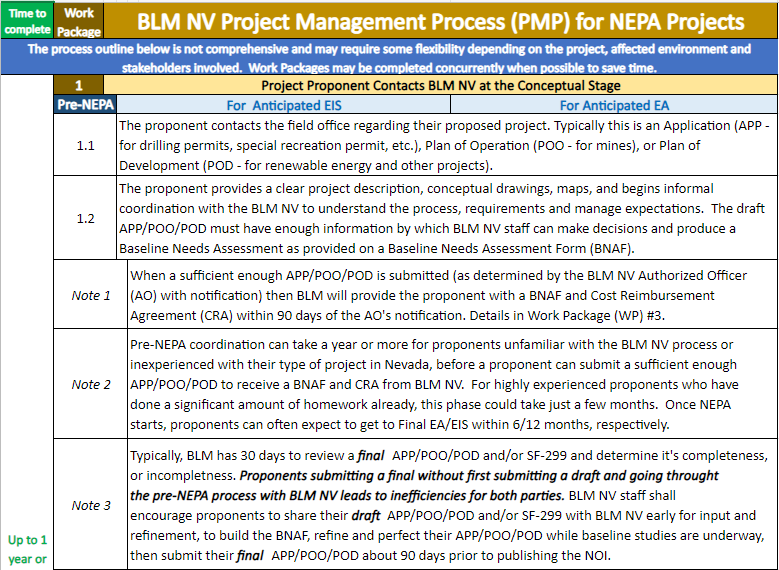 Time to complete
Work Package
BLM NV Project Management Process (PMP) for NEPA Projects
The process outline below is not comprehensive and may require some flexibility depending on the project, affected environment and
stakeholders involved.  Work Packages may be completed concurrently when possible to save time.
1
Project Proponent Contacts BLM NV at the Conceptual Stage
Pre-NEPA
For Anticipated EIS
For Anticipated EA
1.1
The proponent contacts the field office regarding their proposed project. Typically this is an Application (APP -
for drilling permits, special recreation permit, etc.), Plan of Operation (POO - for mines), or Plan of
Development (POD - for renewable energy and other projects).
1.2
The proponent provides a clear project description, conceptual drawings, maps, and begins informal
coordination with the BLM NV to understand the process, requirements and manage expectations.  The draft
APP/POO/POD must have enough information by which BLM NV staff can make decisions and produce a
Baseline Needs Assessment as provided on a Baseline Needs Assessment Form (BNAF).
Note 1
When a sufficient enough APP/POO/POD is submitted (as determined by the BLM NV Authorized Officer
(AO) with notification) then BLM will provide the proponent with a BNAF and Cost Reimbursement
Agreement (CRA) within 90 days of the AO's notification. Details in Work Package (WP) #3.
Note 2
Pre-NEPA coordination can take a year or more for proponents unfamiliar with the BLM NV process or
inexperienced with their type of project in Nevada, before a proponent can submit a sufficient enough
APP/POO/POD to receive a BNAF and CRA from BLM NV.  For highly experienced proponents who have
done a significant amount of homework already, this phase could take just a few months.  Once NEPA
starts, proponents can often expect to get to Final EA/EIS within 6/12 months, respectively.
Note 3
Typically, BLM has 30 days to review a final  APP/POO/POD and/or SF-299 and determine it's completeness,
or incompletness. Proponents submitting a final without first submitting a draft and going throught
the pre-NEPA process with BLM NV leads to inefficiencies for both parties. BLM NV staff shall
encourage proponents to share their draft  APP/POO/POD and/or SF-299 with BLM NV early for input and
refinement, to build the BNAF, refine and perfect their APP/POO/POD while baseline studies are underway,
then submit their final  APP/POO/POD about 90 days prior to publishing the NOI.
Up to 1
year or